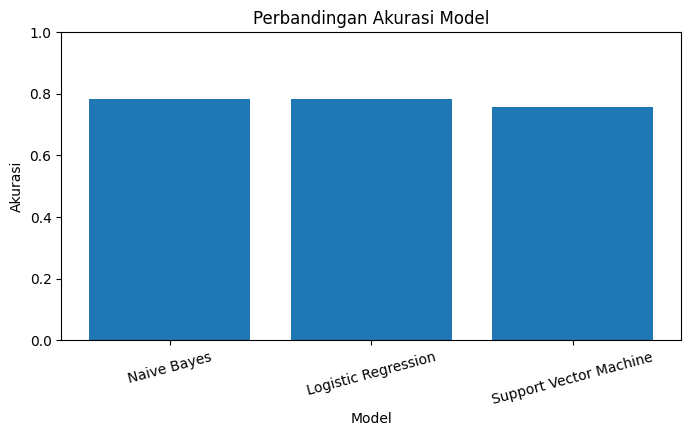 Perbandingan Akurasi Model
1.0
0.8
0.6
0.4
0.2
0.0
Akurasi
Naive Bayes
Logistic Regression
Support Vector Machine
Model